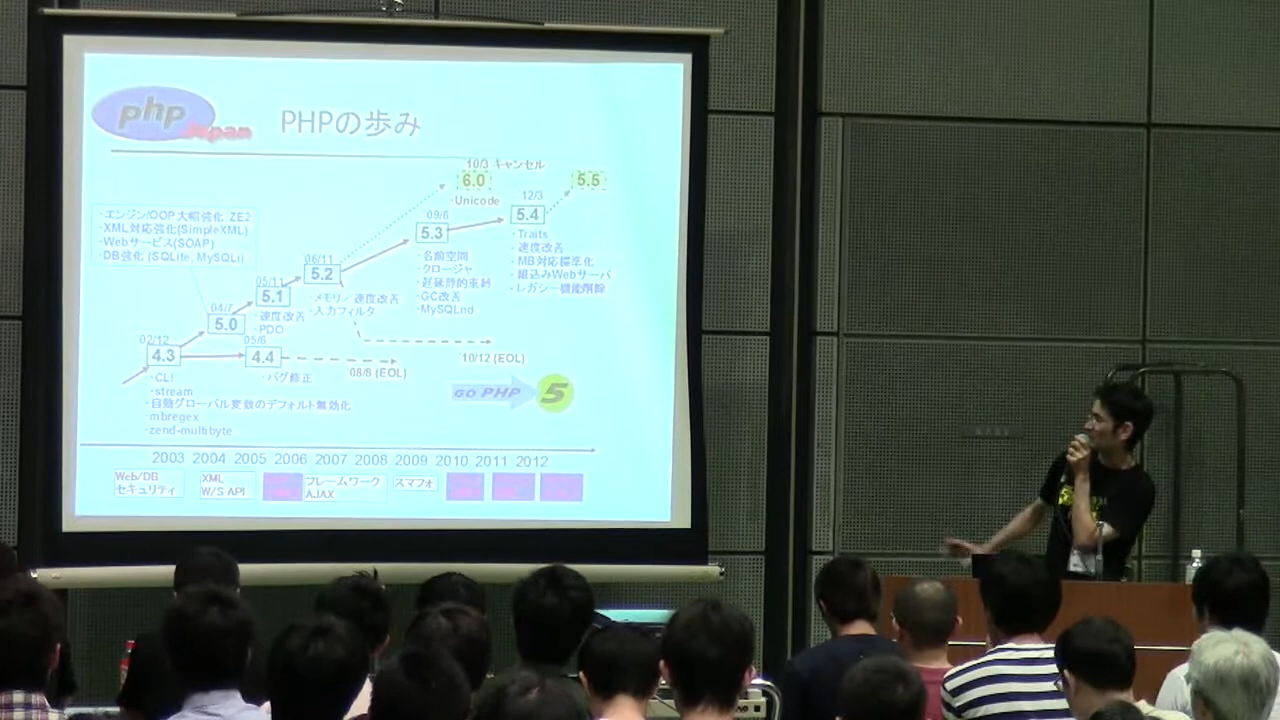 php
Japan
PHPの歩み
10/3 キャンセル
6.0
・Unicode
5.5
12/3
5.4
・Traits
・速度改善
・MB対応標準化
・組込みWebサーバ
・レガシー機能削除
09/6
5.3
・名前空間
・クロージャ
・遅延静的束縛
・GC改善
・MySQLnd
・エンジン/OOP大幅強化 ZE2
・XML対応強化(SimpleXML)
・Webサービス(SOAP)
・DB強化 (SQLite, MySQLi)
06/11
5.2
・メモリ／速度改善
・入力フィルタ
05/11
5.1
・速度改善
・PDO
04/7
5.0
02/12
4.3
05/6
4.4
・バグ修正
'08/8 (EOL)
'10/12 (EOL)
・CLI
・stream
・自動グローバル変数のデフォルト無効化
・mbregex
・zend-multibyte
GO PHP 5
2003 2004 2005 2006 2007 2008 2009 2010 2011 2012
Web/DB
セキュリティ
XML
W/S API
フレームワーク
AJAX
スマフォ